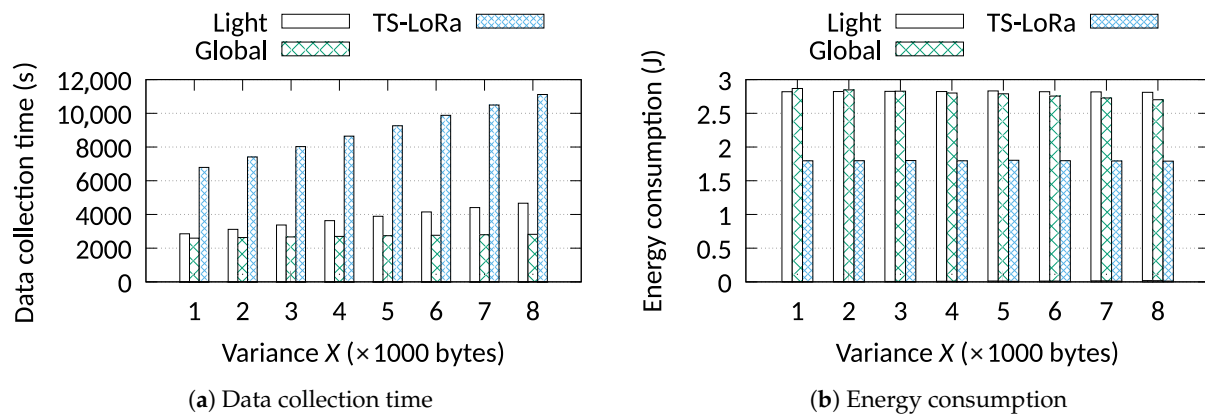 Light TS-LoRa
Global
Data collection time (s)
12,000
10,000
8000
6000
4000
2000
0
1 2 3 4 5 6 7 8
Variance X (×1000 bytes)
(a) Data collection time
Light TS-LoRa
Global
Energy consumption (J)
3
2.5
2
1.5
1
0.5
0
1 2 3 4 5 6 7 8
Variance X (×1000 bytes)
(b) Energy consumption